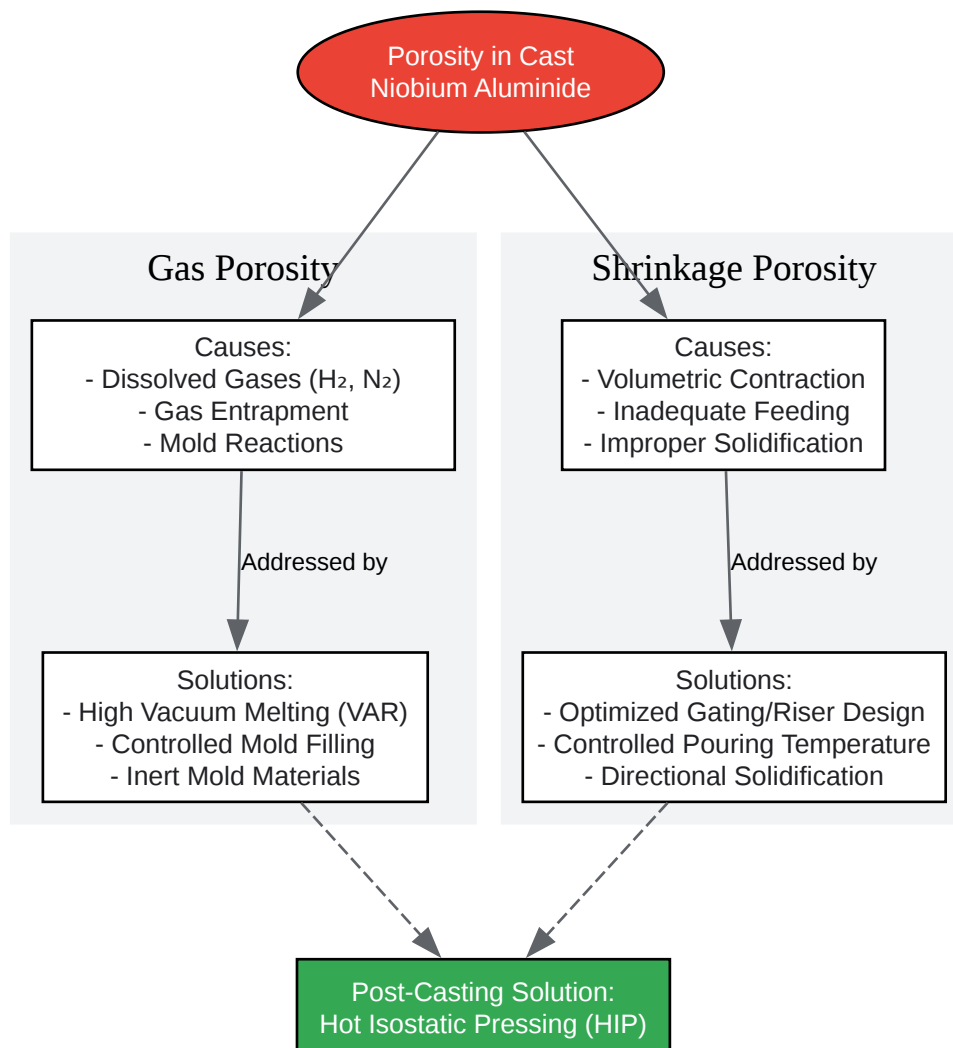 Porosity in Cast
Niobium Aluminide
Gas Porosity
Causes:
- Dissolved Gases (H₂, N₂)
- Gas Entrapment
- Mold Reactions
Addressed by
Solutions:
- High Vacuum Melting (VAR)
- Controlled Mold Filling
- Inert Mold Materials
Shrinkage Porosity
Causes:
- Volumetric Contraction
- Inadequate Feeding
- Improper Solidification
Addressed by
Solutions:
- Optimized Gating/Riser Design
- Controlled Pouring Temperature
- Directional Solidification
Post-Casting Solution:
Hot Isostatic Pressing (HIP)